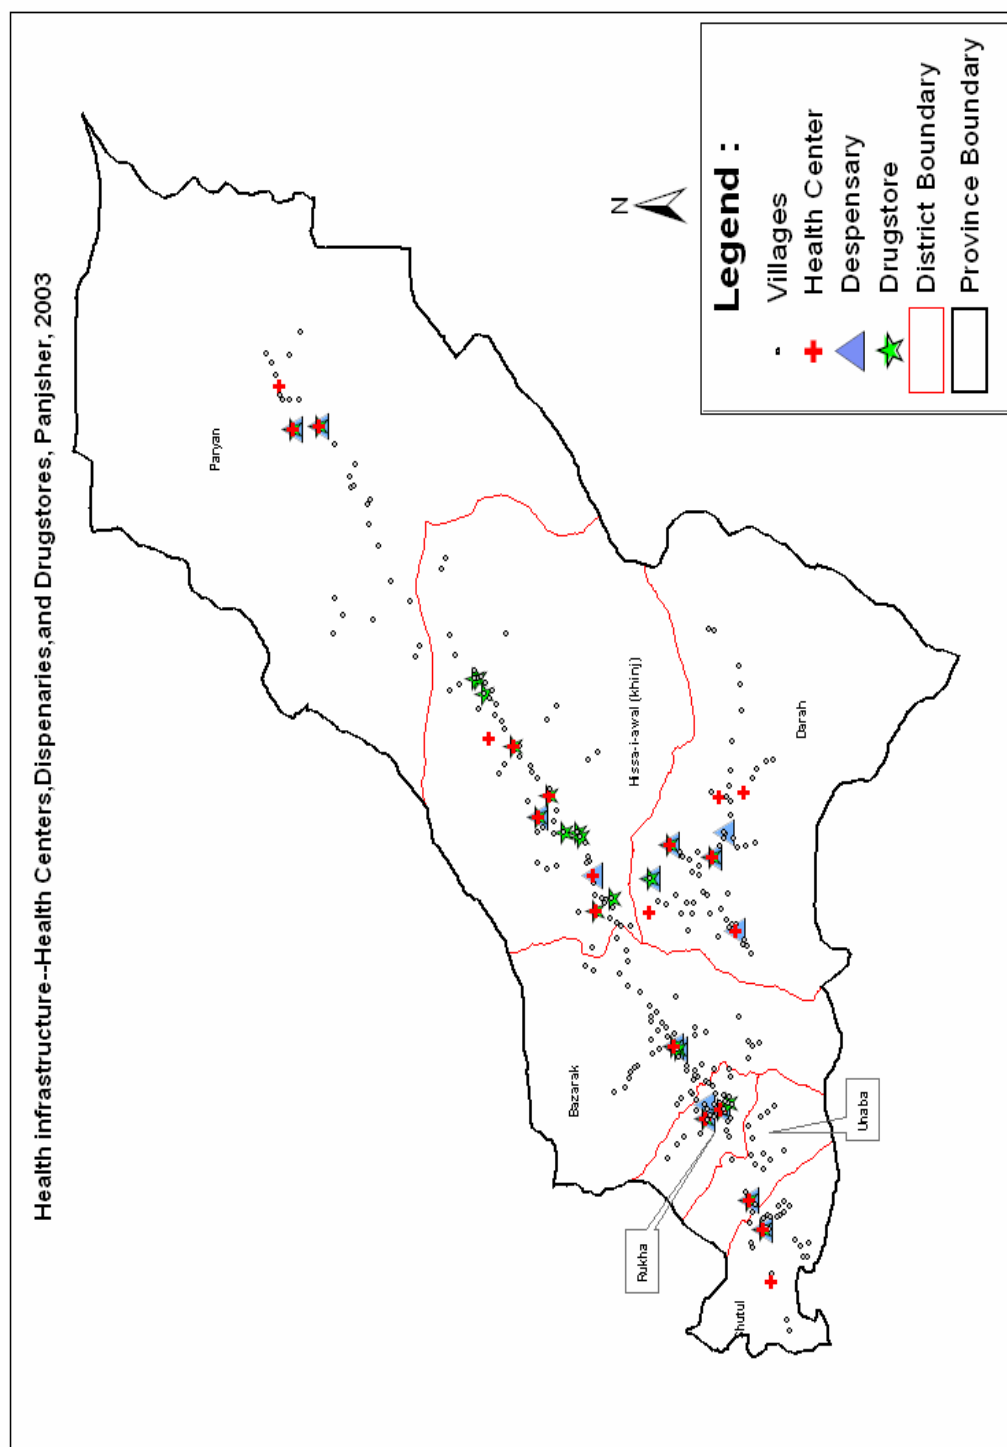 Health infrastructure--Health Centers,Dispenaries,and Drugstores, Panjsher, 2003
Paryan
N
Hissa-i-awal (khinj)
Darah
Bazarak
Unaba
Rukha
hutul
Legend :
Villages
Health Center
Despensary
Drugstore
District Boundary
Province Boundary